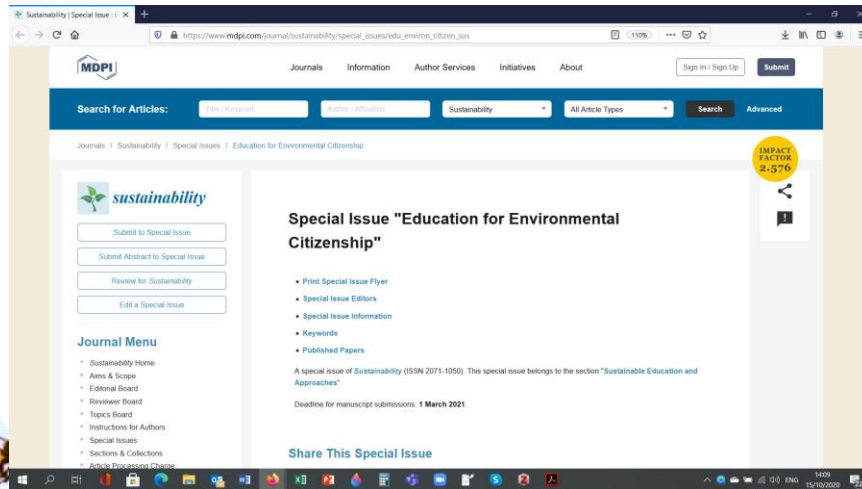 Sustainability | Special Issue : E
https://www.mdpi.com/journal/sustainability/special_issues/edu_environ_citizen_sus
110%
MDPI
Journals Information Author Services Initiatives About
Sign In / Sign Up
Submit
Search for Articles:
Title / Keyword
Author / Affiliation
Sustainability
All Article Types
Search
Advanced
Journals / Sustainability / Special Issues / Education for Environmental Citizenship
IMPACT
FACTOR
2.576
sustainability
Submit to Special Issue
Submit Abstract to Special Issue
Review for Sustainability
Edit a Special Issue
Journal Menu
Sustainability Home
Aims & Scope
Editorial Board
Reviewer Board
Topics Board
Instructions for Authors
Special Issues
Sections & Collections
Article Processing Charge
Special Issue "Education for Environmental
Citizenship"
Print Special Issue Flyer
Special Issue Editors
Special Issue Information
Keywords
Published Papers
A special issue of Sustainability (ISSN 2071-1050). This special issue belongs to the section "Sustainable Education and
Approaches".
Deadline for manuscript submissions: 1 March 2021.
Share This Special Issue
ENG
14:09
15/10/2020